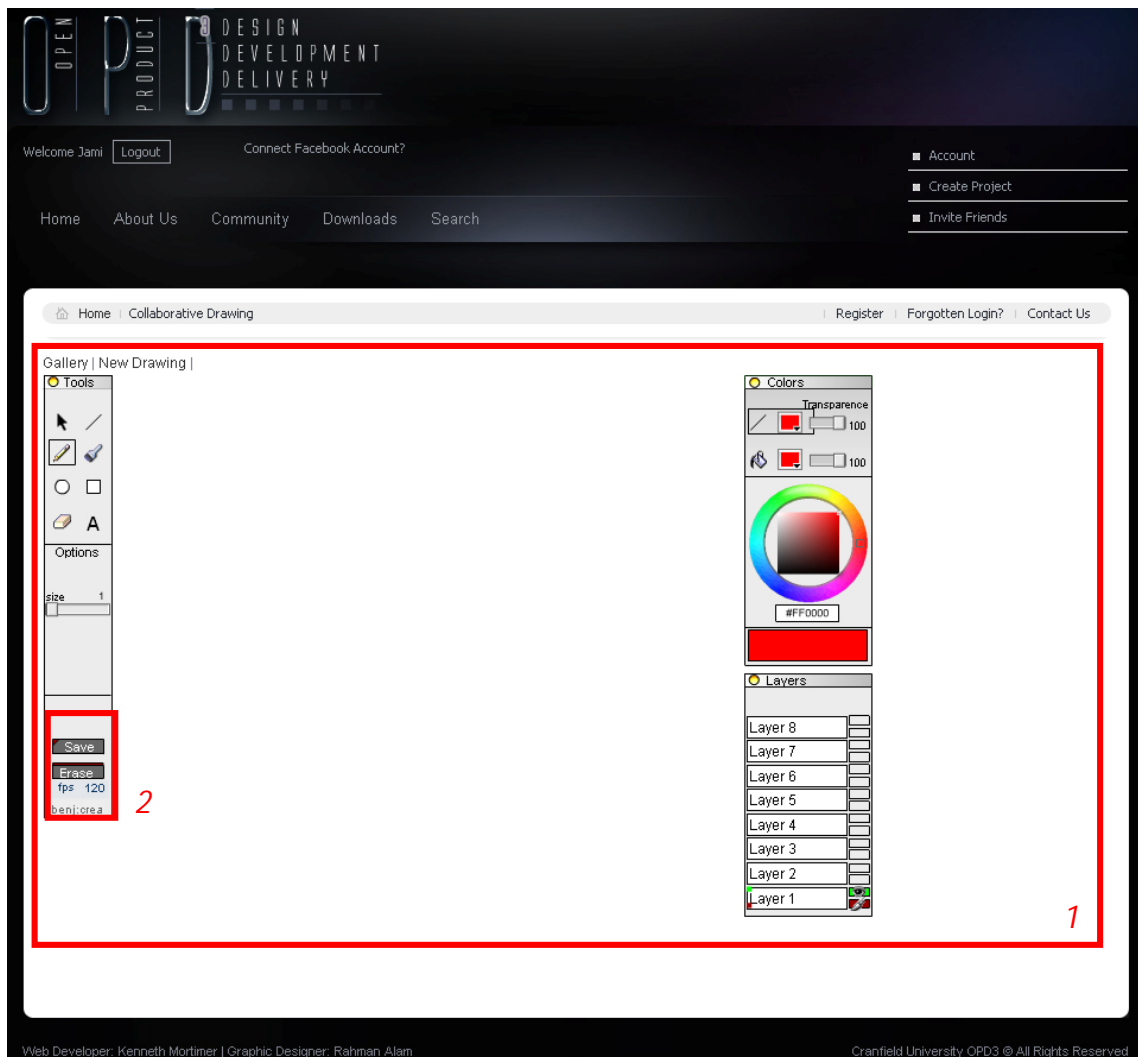 OPEN PRODUCT D3 DESIGN
DEVELOPMENT
DELIVERY
Welcome Jami Logout Connect Facebook Account?
Account
Create Project
Invite Friends
Home About Us Community Downloads Search
Home | Collaborative Drawing | Register | Forgotten Login? | Contact Us
Gallery | New Drawing |
Tools
Options
size 1
Save
Erase
fps 120
benj:crea
2
Colors
Transparence
100
100
#FF0000
Layers
Layer 8
Layer 7
Layer 6
Layer 5
Layer 4
Layer 3
Layer 2
Layer 1
1
A
Web Developer: Kenneth Mortimer | Graphic Designer: Rahman Alam
Cranfield University OPD3 @ All Rights Reserved